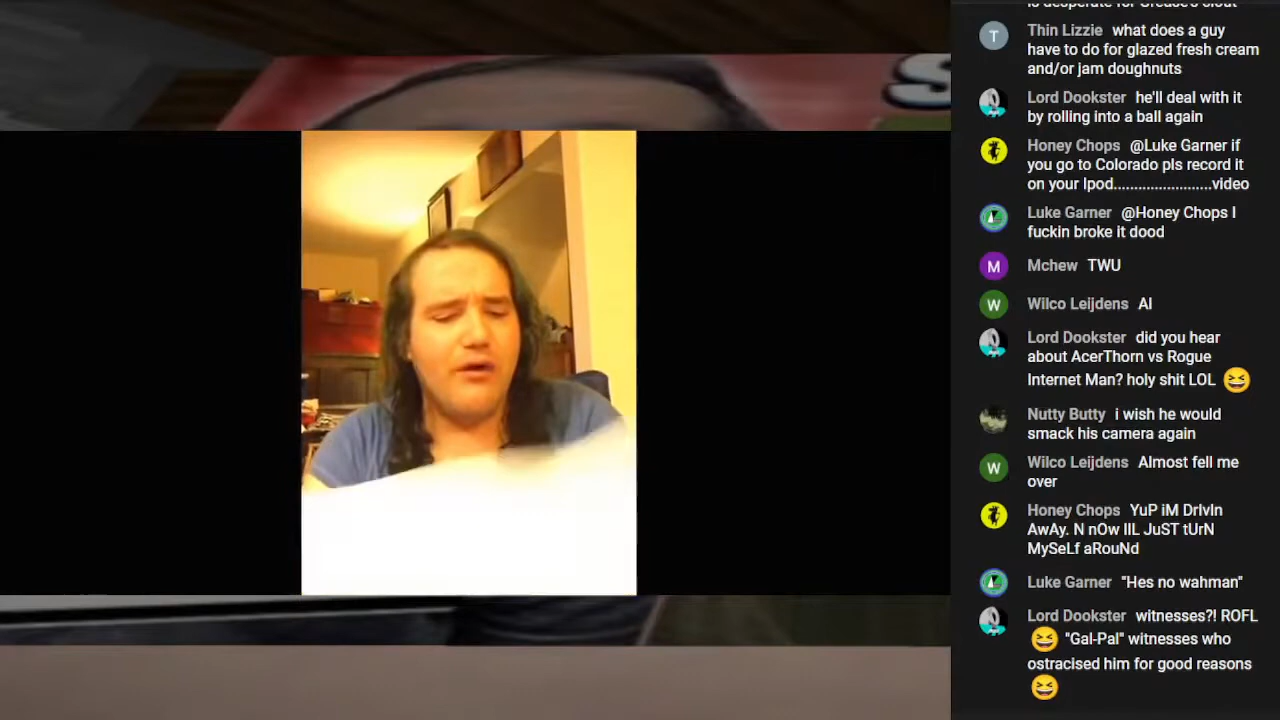 Thin Lizzie what does a guy
have to do for glazed fresh cream
and/or jam doughnuts
Lord Dookster he'll deal with it
by rolling into a ball again
Honey Chops @Luke Garner if
you go to Colorado pls record it
on your Ipod.......................video
Luke Garner @Honey Chops I
fuckin broke it dood
Mchew TWU
Wilco Leijdens Al
Lord Dookster did you hear
about AcerThorn vs Rogue
Internet Man? holy shit LOL 😆
Nutty Butty i wish he would
smack his camera again
Wilco Leijdens Almost fell me
over
Honey Chops YuP iM DrIvIn
AwAy. N nOw IlL JuST tUrN
MySeLf aRouNd
Luke Garner "Hes no wahman"
Lord Dookster witnesses?! ROFL
😆 "Gal-Pal" witnesses who
ostracised him for good reasons
😆